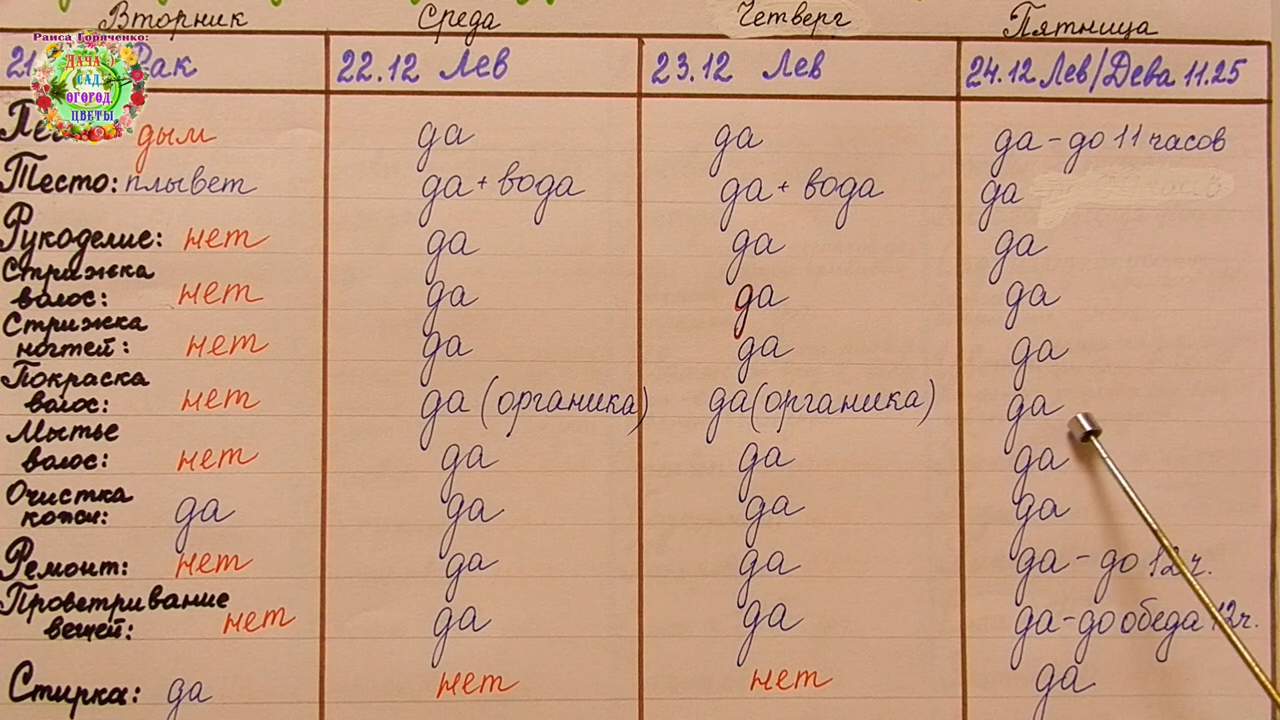 Вторник Среда Четверг Пятница
Раиса Горяченко:
ДАЧА
САД,
ОГОРОД,
ЦВЕТЫ
21 Рак 22.12 Лев 23.12 Лев 24.12 Лев/Дева 11.25
дым да да да - до 11 часов
Тесто: плывет да + вода да + вода да
Рукоделие: нет да да да
Стрижка
волос: нет да да да
Стрижка
ногтей: нет да да да
Покраска
волос: нет да (органика) да (органика) да
Мытье
волос: нет да да да
Очистка
кожи: да да да да
Ремонт: нет да да да - до 12 ч.
Проветривание
вещей: нет да да да - до обеда 12ч.
Стирка: да нет нет да